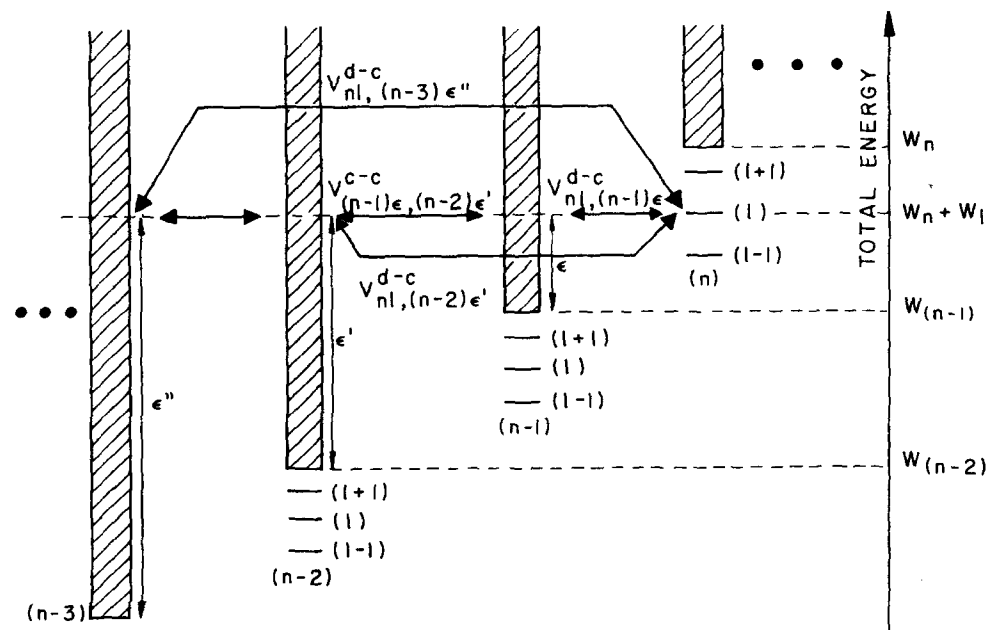 V^{d-c}_{nl,(n-3)ε''}
W_n
(l+1)
V^{c-c}_{(n-1)ε,(n-2)ε'}
V^{d-c}_{nl,(n-1)ε}
(l)
W_n + W_l
(l-1)
(n)
V^{d-c}_{nl,(n-2)ε'}
ε
W_{(n-1)}
ε'
(l+1)
(l)
(l-1)
(n-1)
ε''
W_{(n-2)}
(l+1)
(l)
(l-1)
(n-2)
(n-3)
TOTAL ENERGY